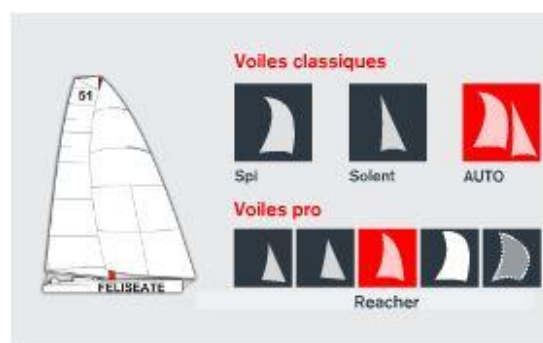 Voiles classiques
51
Spi
Solent
AUTO
Voiles pro
FELISEATE
Reacher